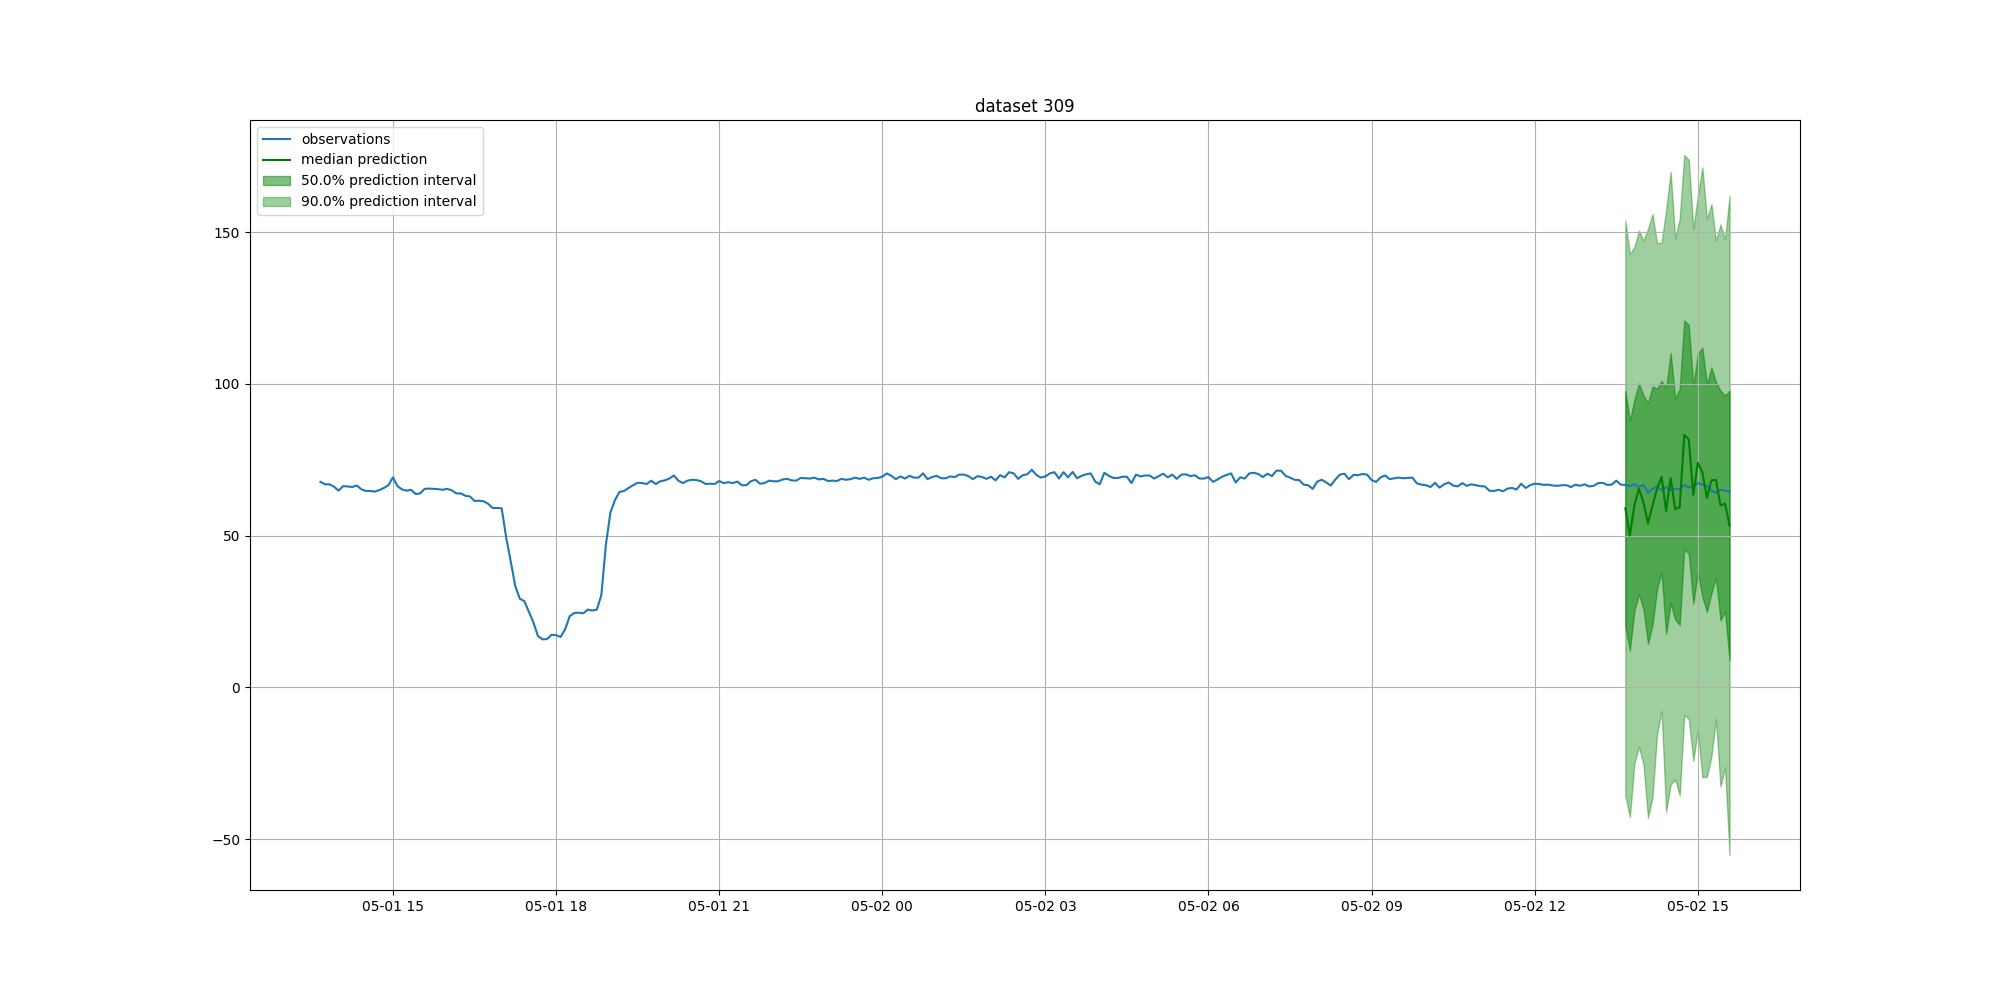 dataset 309
observations
median prediction
50.0% prediction interval
90.0% prediction interval
150
100
50
0
−50
05-01 15
05-01 18
05-01 21
05-02 00
05-02 03
05-02 06
05-02 09
05-02 12
05-02 15